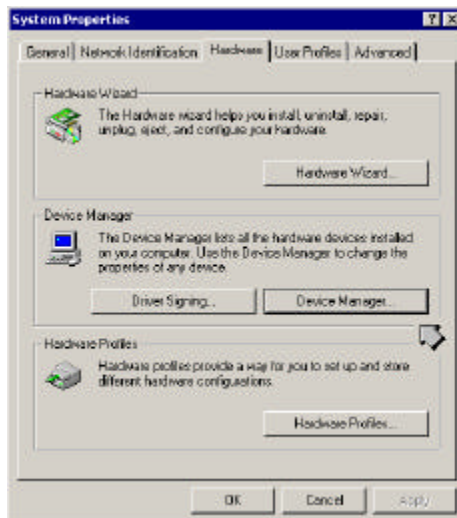 System Properties
General Network Identification Hardware User Profiles Advanced
Hardware Wizard
The Hardware wizard helps you install, uninstall, repair,
unplug, eject, and configure your hardware.
Hardware Wizard...
Device Manager
The Device Manager lists all the hardware devices installed
on your computer. Use the Device Manager to change the
properties of any device.
Driver Signing... Device Manager...
Hardware Profiles
Hardware profiles provide a way for you to set up and store
different hardware configurations.
Hardware Profiles...
OK Cancel Apply